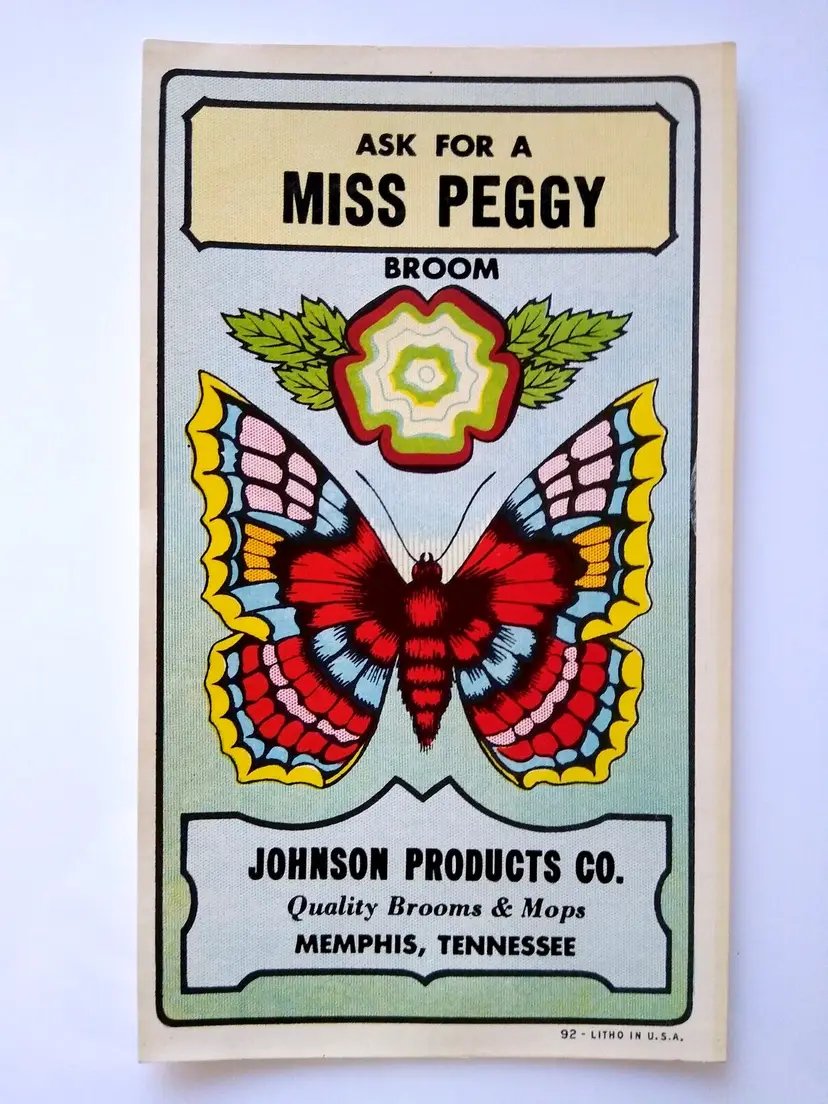 ASK FOR A
MISS PEGGY
BROOM
JOHNSON PRODUCTS CO.
Quality Brooms & Mops
MEMPHIS, TENNESSEE
92 - LITHO IN U.S.A.